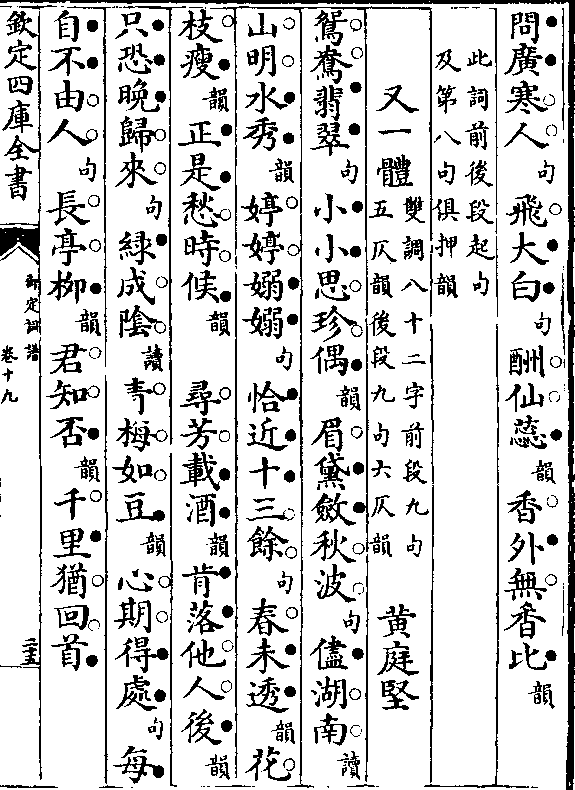 問廣寒人句飛大白句酬仙蕊韻香外無香比韻
此詞前後段起句
及第八句俱押韻
又一體雙調八十二字前段九句
五仄韻後段九句六仄韻黄庭堅
鴛鴦翡翠句小小思珍偶韻眉黛斂秋波句儘湖南讀
山明水秀韻娉婷嫋嫋句恰近十三餘句春未透韻花
枝瘦韻正是愁時候韻尋芳載酒韻肯落他人後韻
只恐晚歸來句緑成陰讀青梅如豆韻心期得處句每
自不由人句長亭柳韻君知否韻千里猶回首
欽定四庫全書
御定詞譜
卷十九
二十五